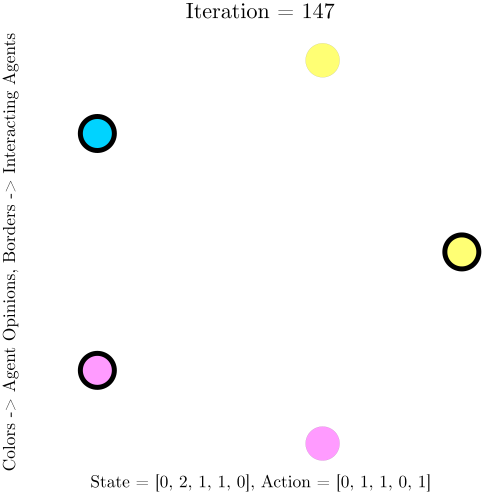 Iteration = 147
Colors -> Agent Opinions, Borders -> Interacting Agents
State = [0, 2, 1, 1, 0], Action = [0, 1, 1, 0, 1]